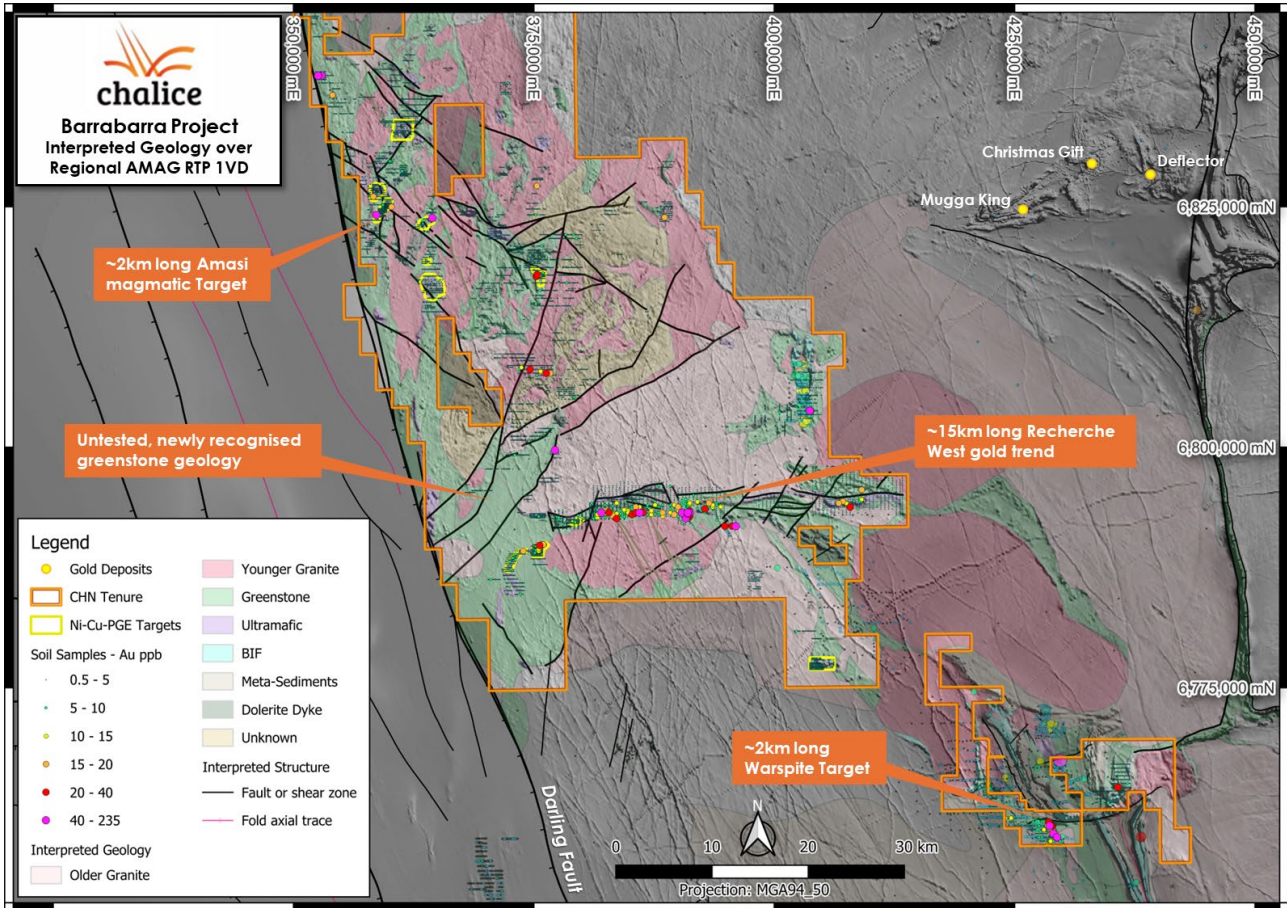 chalice
Barrabarra Project
Interpreted Geology over
Regional AMAG RTP 1VD
350,000 mE
375,000 mE
400,000 mE
425,000 mE
450,000 mE
Christmas Gift
Deflector
Mugga King
6,825,000 mN
~2km long Amasi
magmatic Target
Untested, newly recognised
greenstone geology
~15km long Recherche
West gold trend
6,800,000 mN
6,775,000 mN
~2km long
Warspite Target
Darling Fault
Legend
Gold Deposits
CHN Tenure
Ni-Cu-PGE Targets
Soil Samples - Au ppb
0.5 - 5
5 - 10
10 - 15
15 - 20
20 - 40
40 - 235
Interpreted Geology
Older Granite
Younger Granite
Greenstone
Ultramafic
BIF
Meta-Sediments
Dolerite Dyke
Unknown
Interpreted Structure
Fault or shear zone
Fold axial trace
N
0 10 20 30 km
Projection: MGA94_50